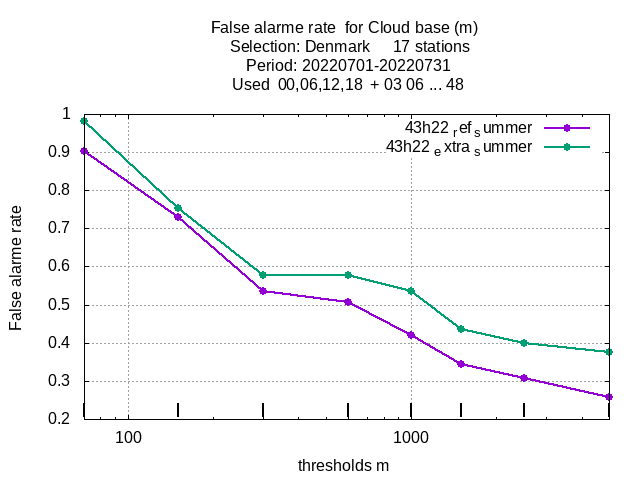 False alarme rate  for Cloud base (m)
Selection: Denmark     17 stations
Period: 20220701-20220731
Used  00,06,12,18  + 03 06 ... 48
43h22 ref summer
43h22 extra summer
1
0.9
0.8
0.7
0.6
0.5
0.4
0.3
0.2
False alarme rate
100
1000
thresholds m